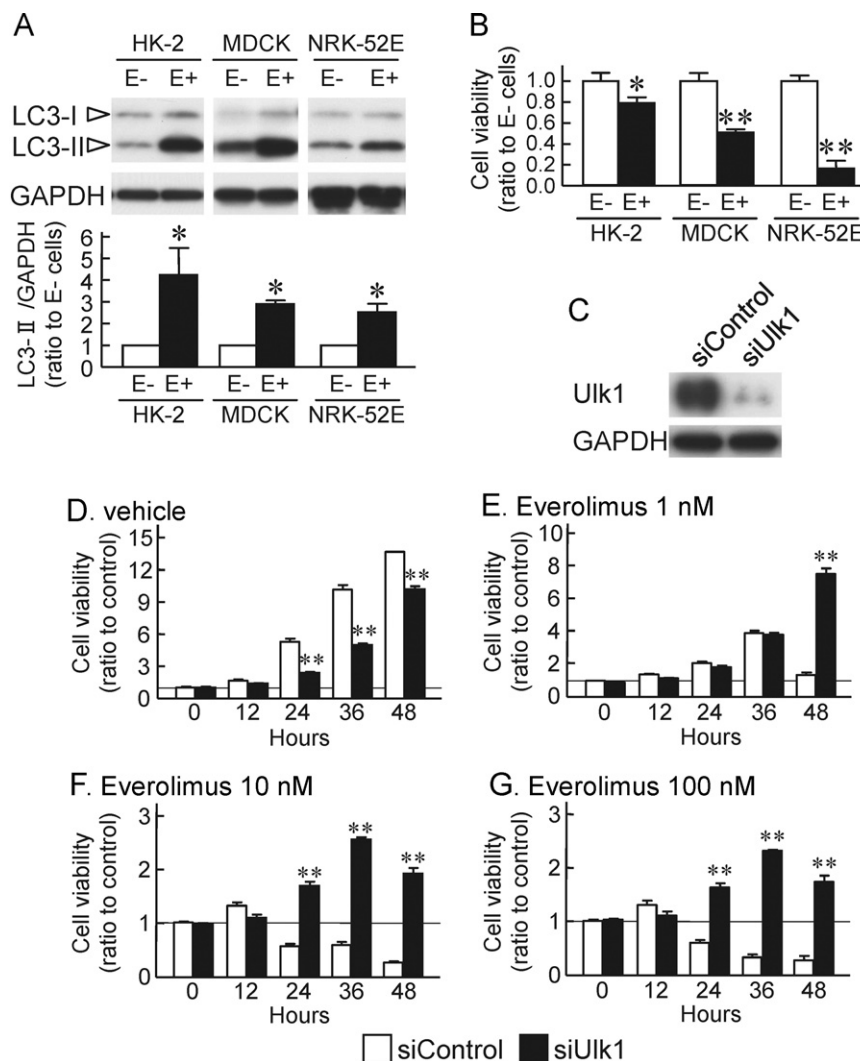 A
HK-2 MDCK NRK-52E
E- E+ E- E+ E- E+
LC3-I
LC3-II
GAPDH
LC3-II /GAPDH
(ratio to E- cells)
6
5
4
3
2
1
0
* * *
E- E+ E- E+ E- E+
HK-2 MDCK NRK-52E
B
Cell viability
(ratio to E- cells)
1.0
0.8
0.6
0.4
0.2
0.0
* ** **
E- E+ E- E+ E- E+
HK-2 MDCK NRK-52E
C
siControl siUlk1
Ulk1
GAPDH
D. vehicle
Cell viability
(ratio to control)
15
12
9
6
3
1
** ** **
0 12 24 36 48
Hours
E. Everolimus 1 nM
Cell viability
(ratio to control)
10
8
6
4
2
0
**
0 12 24 36 48
Hours
F. Everolimus 10 nM
Cell viability
(ratio to control)
3
2
1
0
** ** **
0 12 24 36 48
Hours
G. Everolimus 100 nM
Cell viability
(ratio to control)
3
2
1
0
** ** **
0 12 24 36 48
Hours
siControl siUlk1